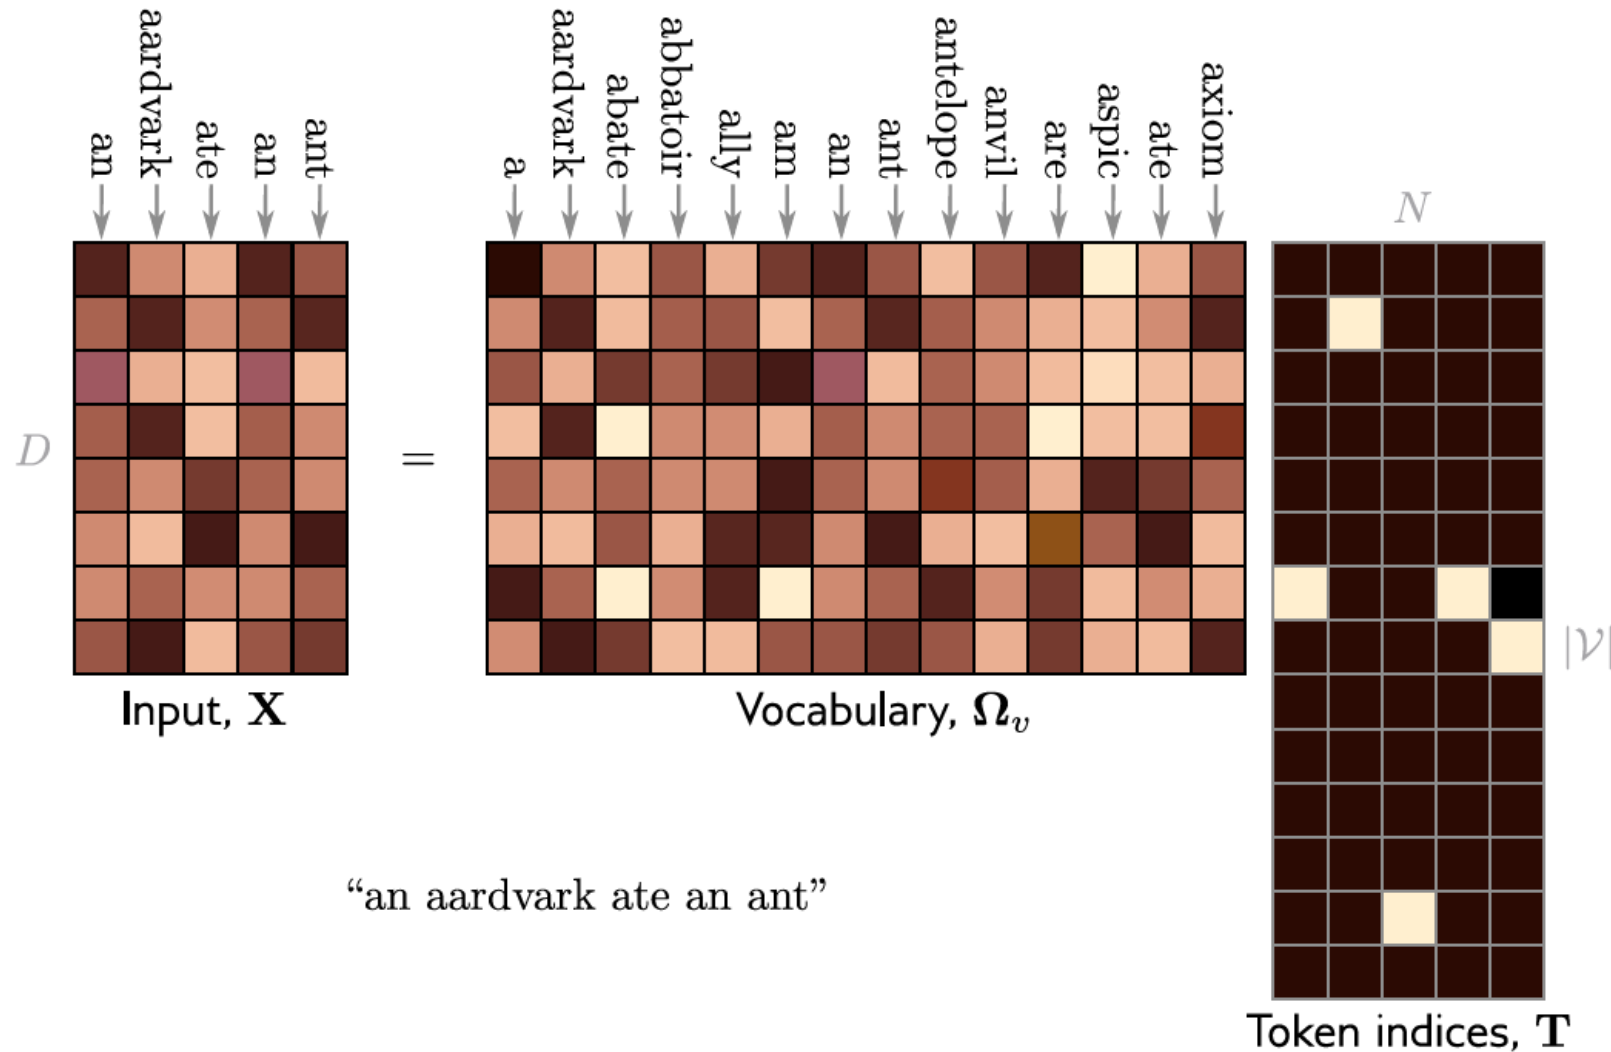 an
aardvark
ate
an
ant
a
aardvark
abate
abbatoir
ally
am
an
ant
antelope
anvil
are
aspic
ate
axiom
N
D
=
|𝒱|
Input, X
Vocabulary, Ωᵥ
“an aardvark ate an ant”
Token indices, T